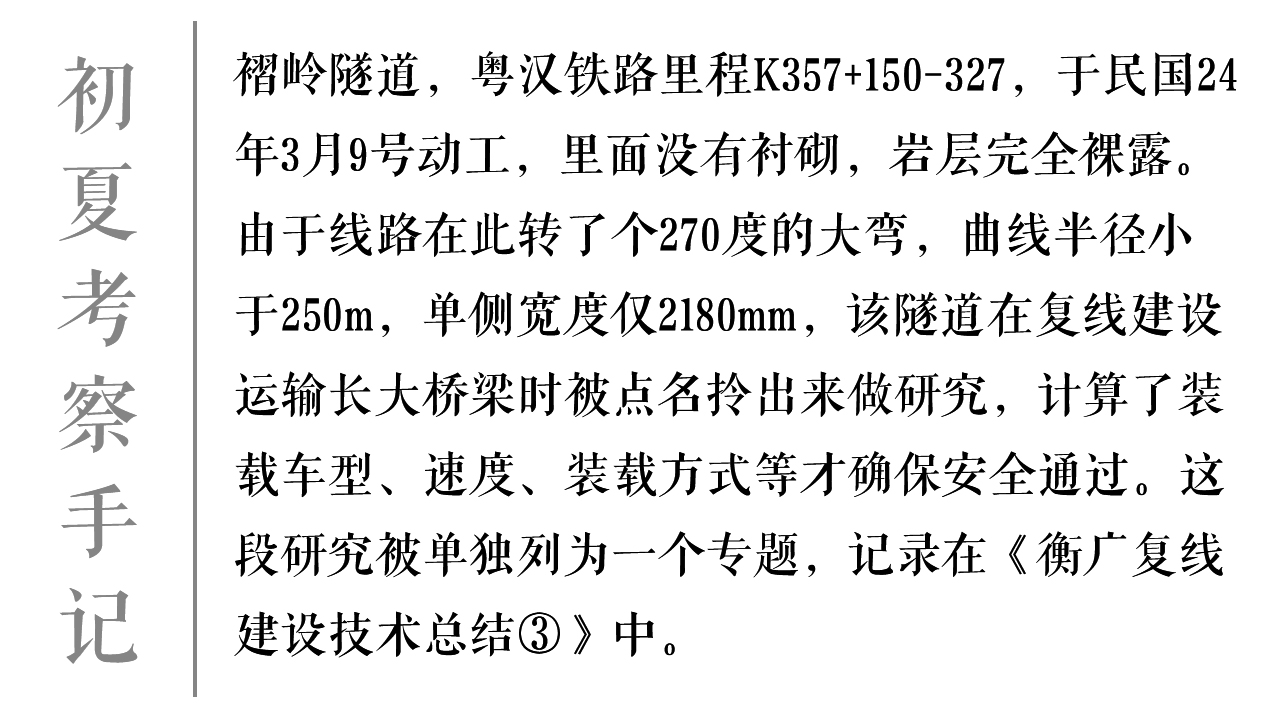 初夏考察手记
褶岭隧道，粤汉铁路里程K357+150-327，于民国24
年3月9号动工，里面没有衬砌，岩层完全裸露。
由于线路在此转了个270度的大弯，曲线半径小
于250m，单侧宽度仅2180mm，该隧道在复线建设
运输长大桥梁时被点名拎出来做研究，计算了装
载车型、速度、装载方式等才确保安全通过。这
段研究被单独列为一个专题，记录在《衡广复线
建设技术总结③》中。